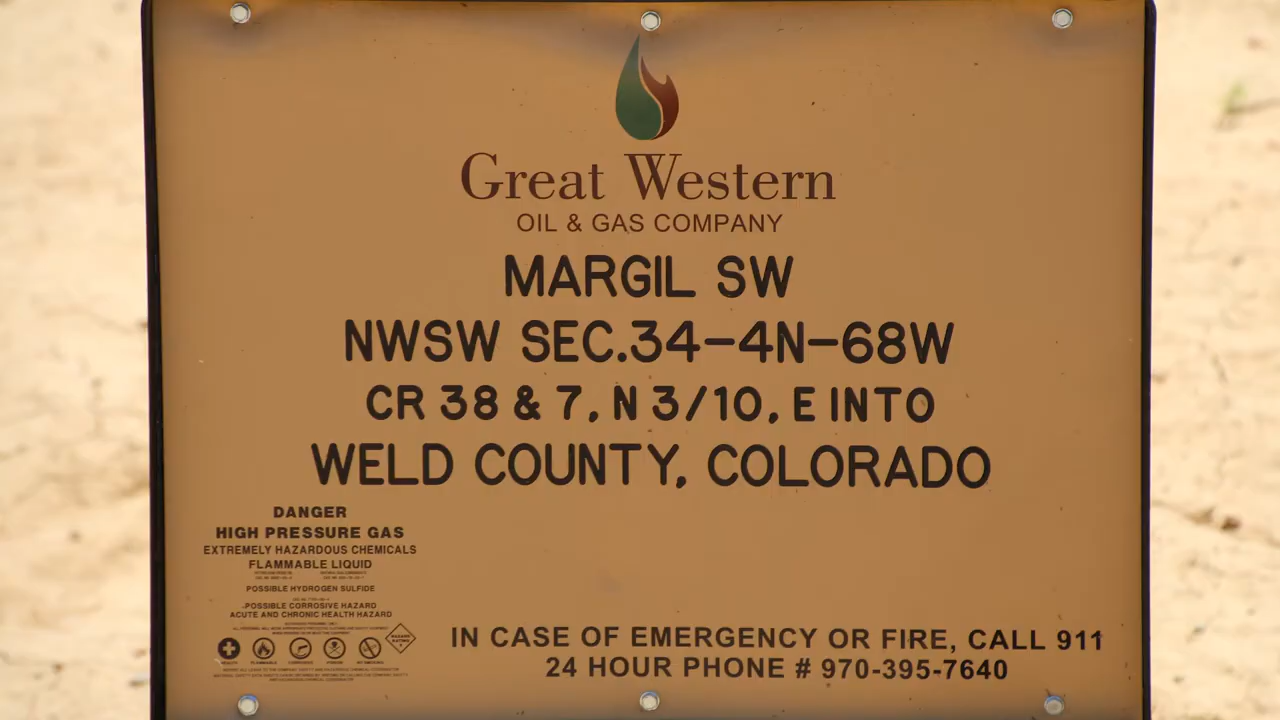 Great Western
OIL & GAS COMPANY
MARGIL SW
NWSW SEC.34-4N-68W
CR 38 & 7, N 3/10, E INTO
WELD COUNTY, COLORADO
DANGER
HIGH PRESSURE GAS
EXTREMELY HAZARDOUS CHEMICALS
FLAMMABLE LIQUID
POSSIBLE HYDROGEN SULFIDE
POSSIBLE CORROSIVE HAZARD
ACUTE AND CHRONIC HEALTH HAZARD
IN CASE OF EMERGENCY OR FIRE, CALL 911
24 HOUR PHONE # 970-395-7640